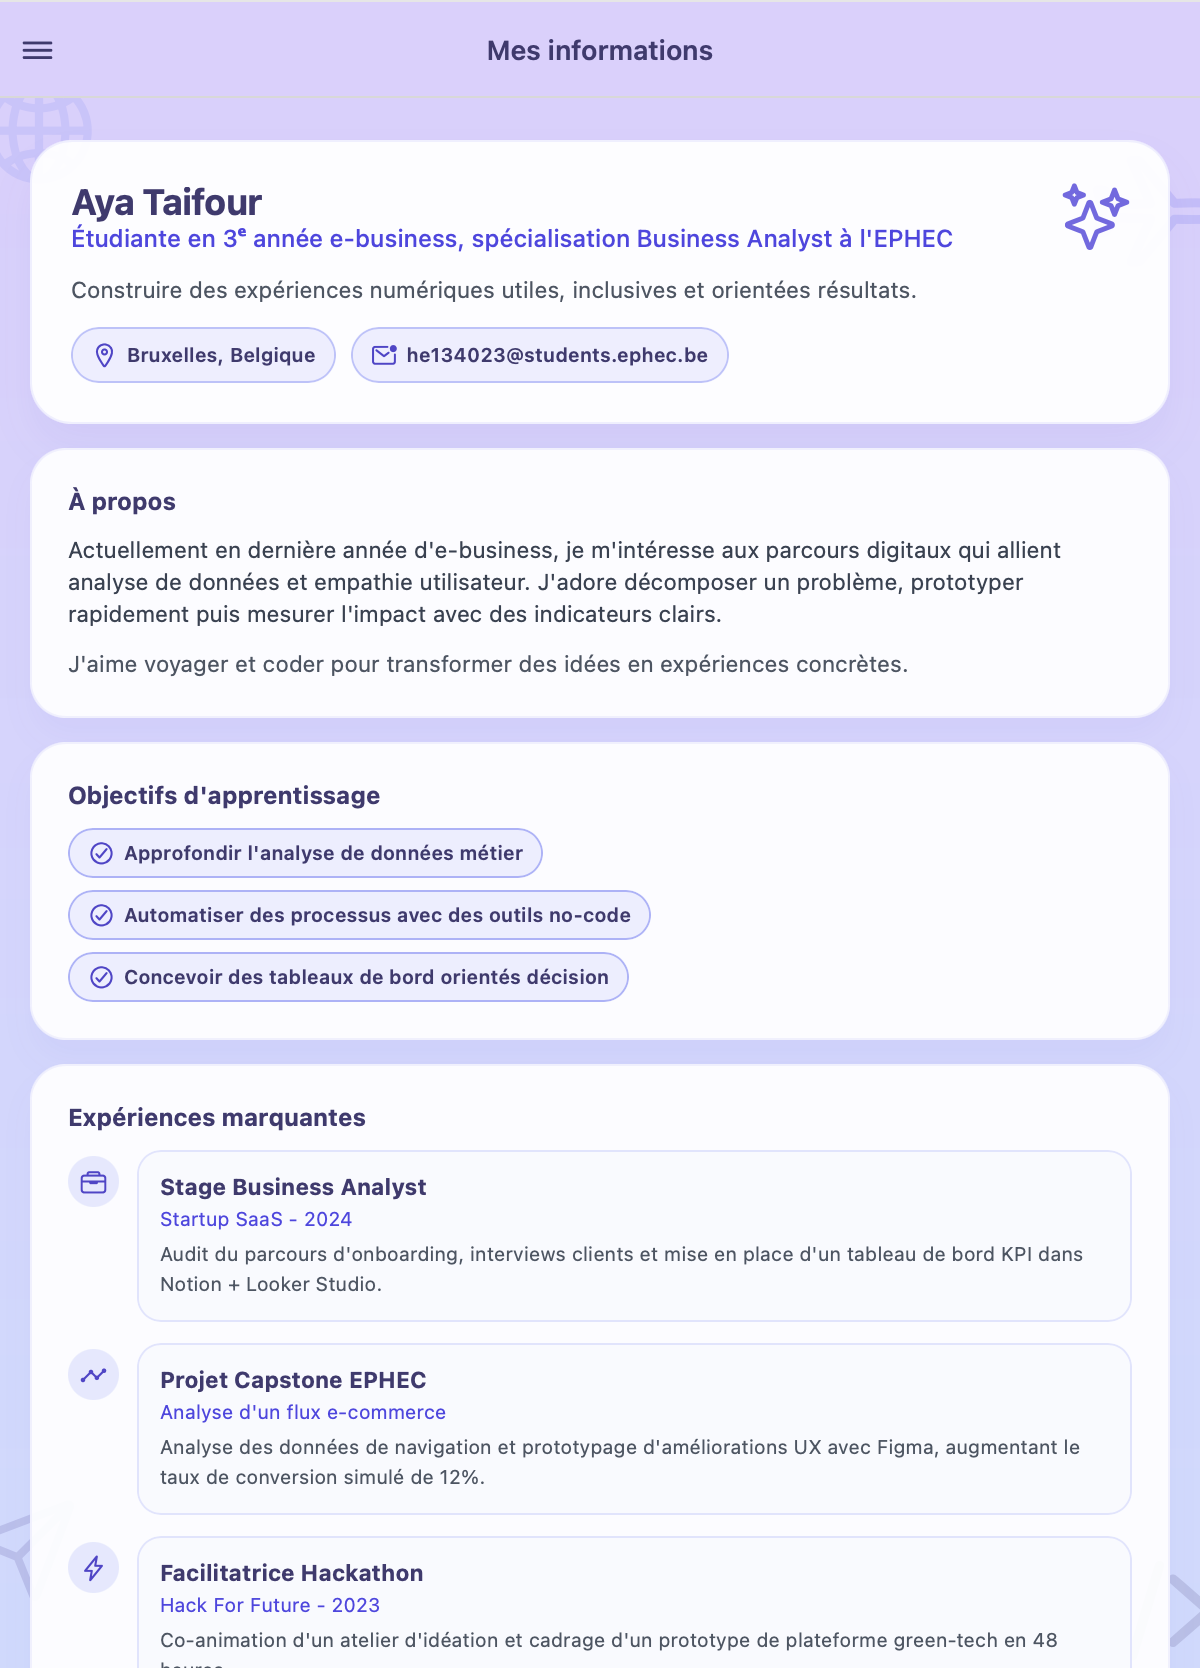 Mes informations
Aya Taifour
Étudiante en 3ᵉ année e-business, spécialisation Business Analyst à l'EPHEC
Construire des expériences numériques utiles, inclusives et orientées résultats.
Bruxelles, Belgique
he134023@students.ephec.be
À propos
Actuellement en dernière année d'e-business, je m'intéresse aux parcours digitaux qui allient
analyse de données et empathie utilisateur. J'adore décomposer un problème, prototyper
rapidement puis mesurer l'impact avec des indicateurs clairs.
J'aime voyager et coder pour transformer des idées en expériences concrètes.
Objectifs d'apprentissage
Approfondir l'analyse de données métier
Automatiser des processus avec des outils no-code
Concevoir des tableaux de bord orientés décision
Expériences marquantes
Stage Business Analyst
Startup SaaS - 2024
Audit du parcours d'onboarding, interviews clients et mise en place d'un tableau de bord KPI dans
Notion + Looker Studio.
Projet Capstone EPHEC
Analyse d'un flux e-commerce
Analyse des données de navigation et prototypage d'améliorations UX avec Figma, augmentant le
taux de conversion simulé de 12%.
Facilitatrice Hackathon
Hack For Future - 2023
Co-animation d'un atelier d'idéation et cadrage d'un prototype de plateforme green-tech en 48